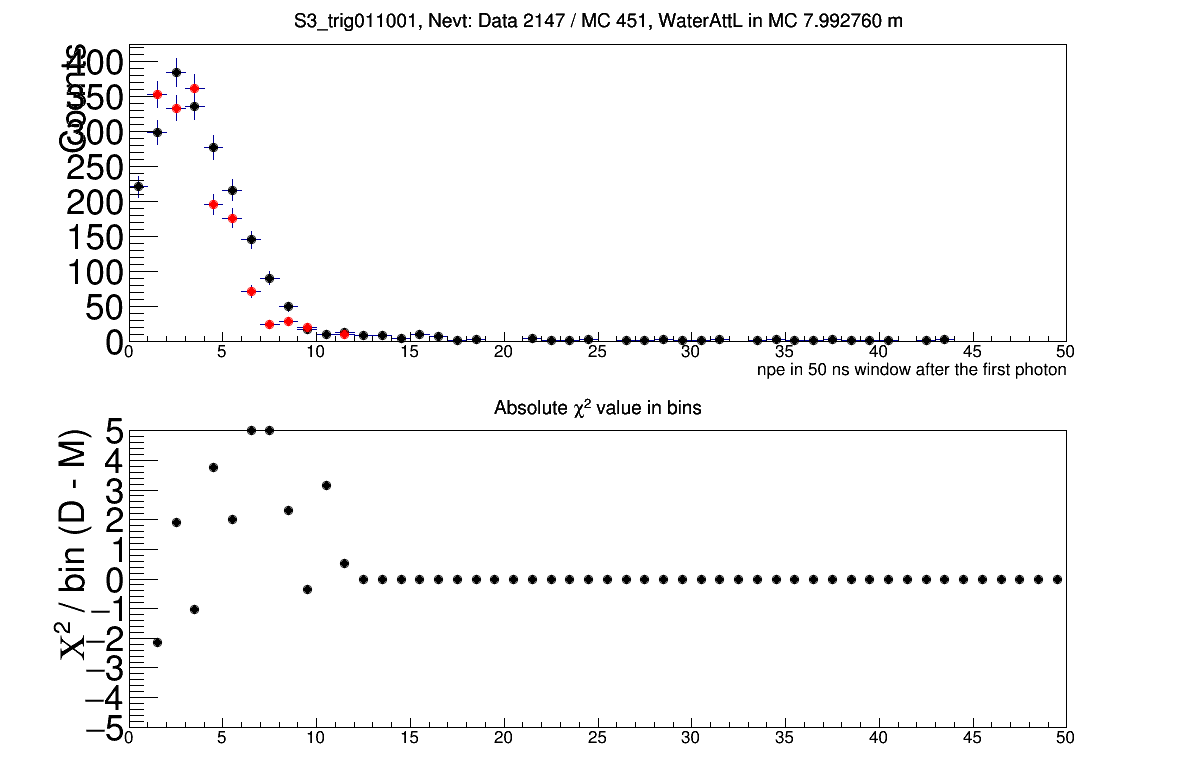 S3_trig011001, Nevt: Data 2147 / MC 451, WaterAttL in MC 7.992760 m
Counts
400
350
300
250
200
150
100
50
0
0 5 10 15 20 25 30 35 40 45 50
npe in 50 ns window after the first photon
Absolute χ² value in bins
X² / bin (D - M)
5
4
3
2
1
0
−1
−2
−3
−4
−5
0 5 10 15 20 25 30 35 40 45 50